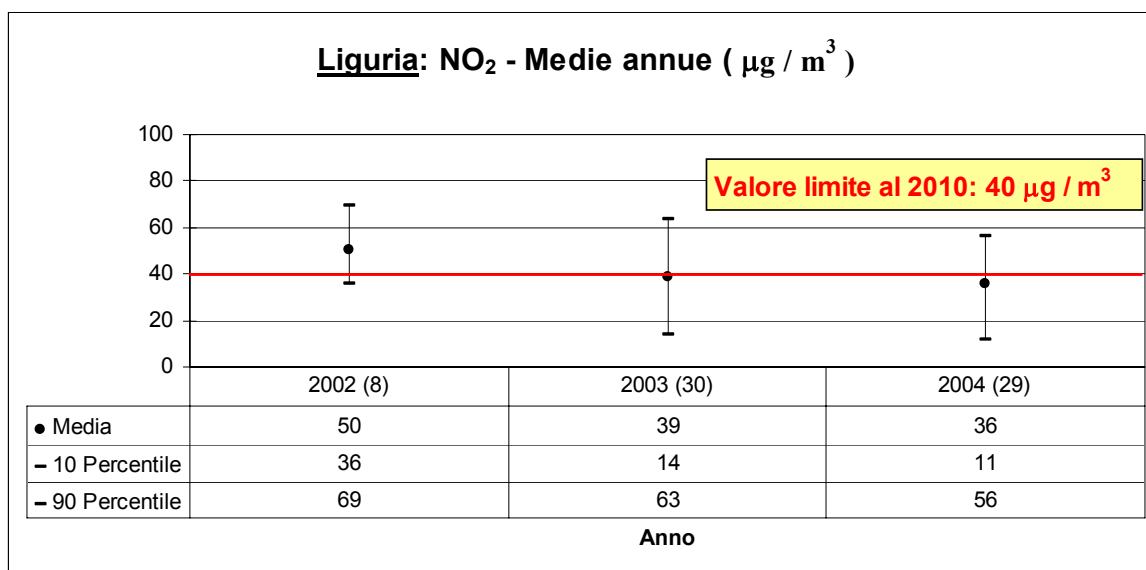 Liguria: NO₂ - Medie annue ( µg / m³ )
100
80
60
40
20
0
Valore limite al 2010: 40 µg / m³
2002 (8) 2003 (30) 2004 (29)
Media 50 39 36
10 Percentile 36 14 11
90 Percentile 69 63 56
Anno